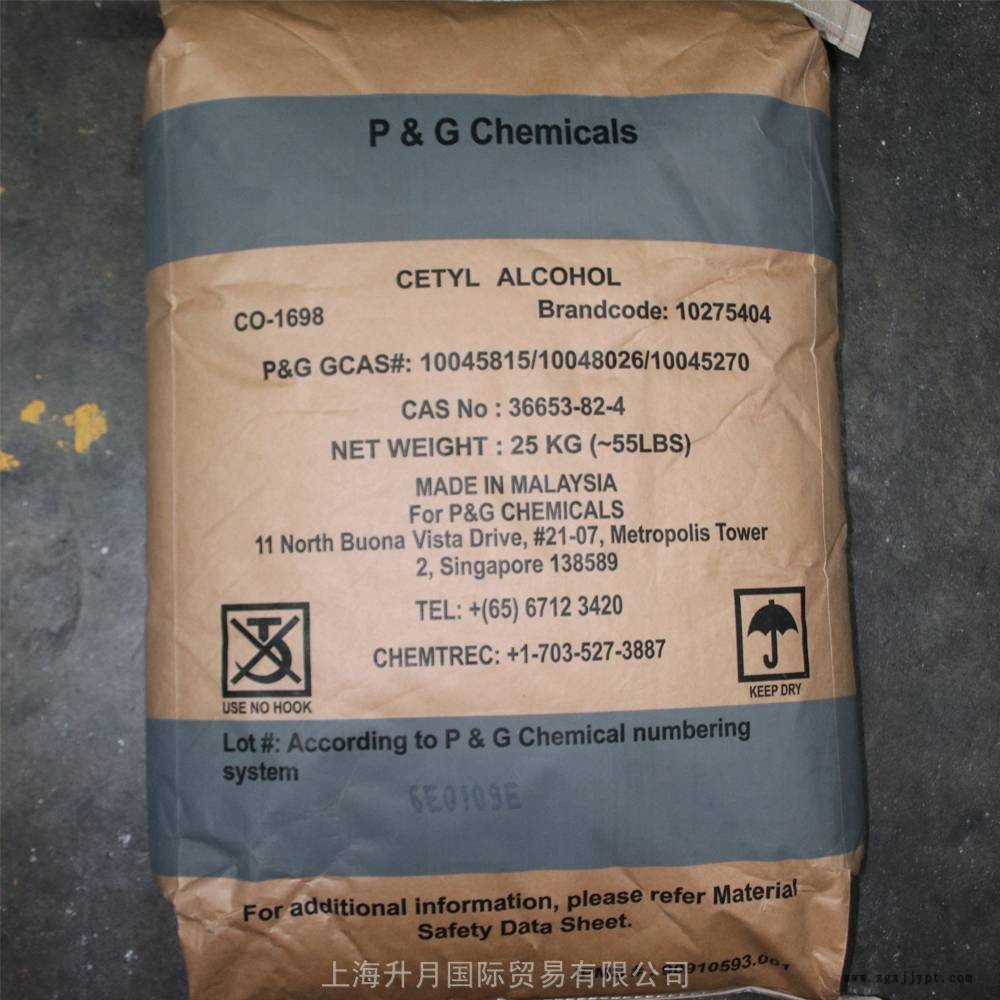 P & G Chemicals
CETYL ALCOHOL
CO-1698
Brandcode: 10275404
P&G GCAS#: 10045815/10048026/10045270
CAS No : 36653-82-4
NET WEIGHT : 25 KG (~55LBS)
MADE IN MALAYSIA
For P&G CHEMICALS
11 North Buona Vista Drive, #21-07, Metropolis Tower
2, Singapore 138589
TEL: +(65) 6712 3420
CHEMTREC: +1-703-527-3887
USE NO HOOK
KEEP DRY
Lot #: According to P & G Chemical numbering
system
6E0109E
For additional information, please refer Material
Safety Data Sheet.
上海升月国际贸易有限公司
www.zgxjjypt.com